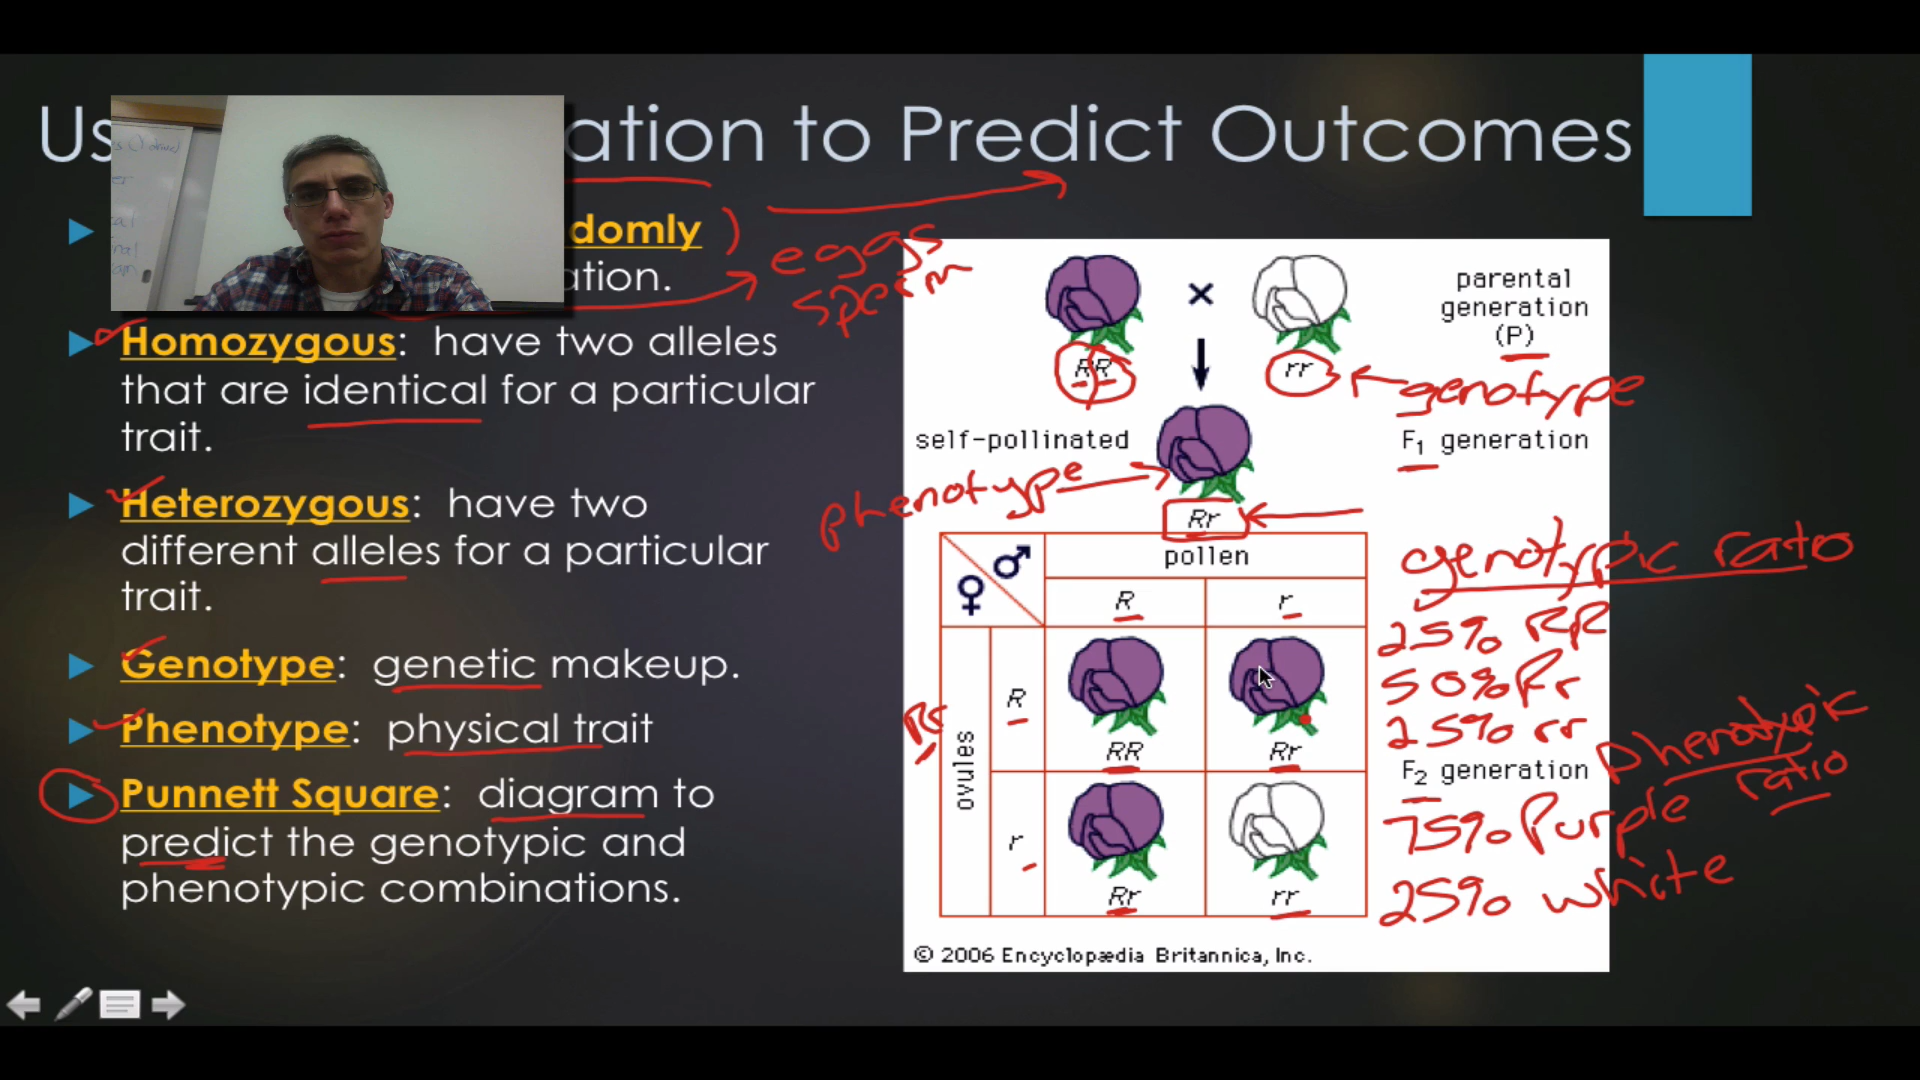 Us ation to Predict Outcomes
domly
ation.
eggs
sperm
Homozygous: have two alleles
that are identical for a particular
trait.
Heterozygous: have two
different alleles for a particular
trait.
Genotype: genetic makeup.
Phenotype: physical trait
Punnett Square: diagram to
predict the genotypic and
phenotypic combinations.
×
parental
generation
(P)
RR
rr
genotype
self-pollinated
F1 generation
phenotype
Rr
♀ ♂
pollen
R
r
ovules
Rr
R
r
RR
Rr
Rr
rr
genotypic ratio
25% RR
50% Rr
25% rr
F2 generation
phenotypic
ratio
75% Purple
25% white
© 2006 Encyclopædia Britannica, Inc.